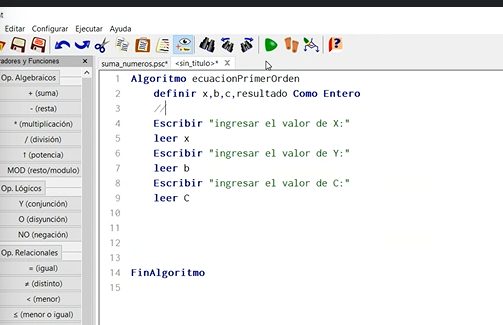 Editar Configurar Ejecutar Ayuda
Operadores y Funciones
suma_numeros.psc* <sin_titulo>* X
Op. Algebraicos
+ (suma)
- (resta)
* (multiplicación)
/ (división)
↑ (potencia)
MOD (resto/modulo)
Op. Lógicos
Y (conjunción)
O (disyunción)
NO (negación)
Op. Relacionales
= (igual)
≠ (distinto)
< (menor)
≤ (menor o igual)
1 Algoritmo ecuacionPrimerOrden
2 definir x,b,c,resultado Como Entero
3 //
4 Escribir "ingresar el valor de X:"
5 leer x
6 Escribir "ingresar el valor de Y:"
7 leer b
8 Escribir "ingresar el valor de C:"
9 leer C
10
11
12
13
14 FinAlgoritmo
15